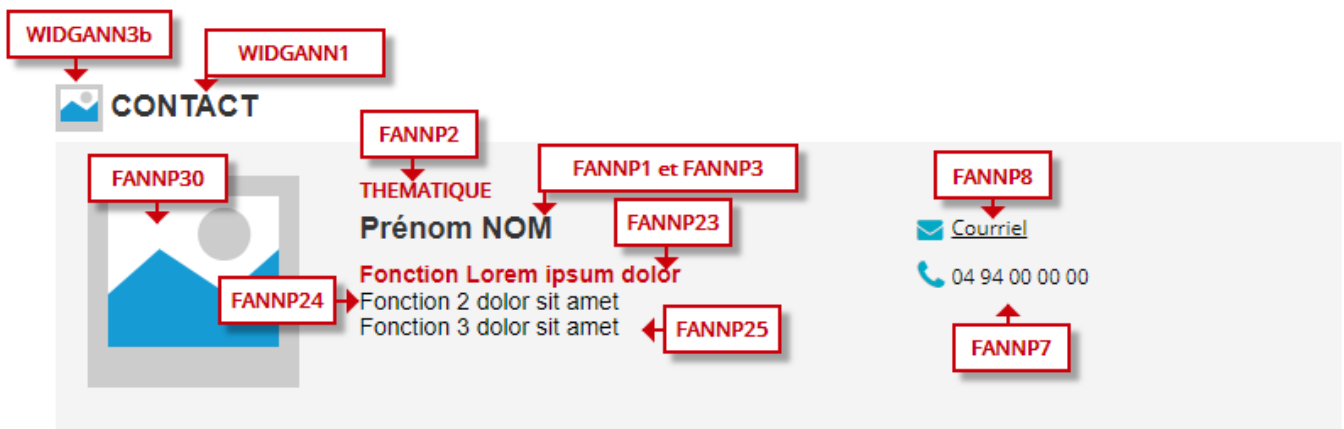 WIDGANN3b
WIDGANN1
CONTACT
FANNP2
FANNP30
FANNP1 et FANNP3
FANNP8
THEMATIQUE
Prénom NOM
FANNP23
Courriel
Fonction Lorem ipsum dolor
04 94 00 00 00
FANNP24
Fonction 2 dolor sit amet
Fonction 3 dolor sit amet
FANNP25
FANNP7